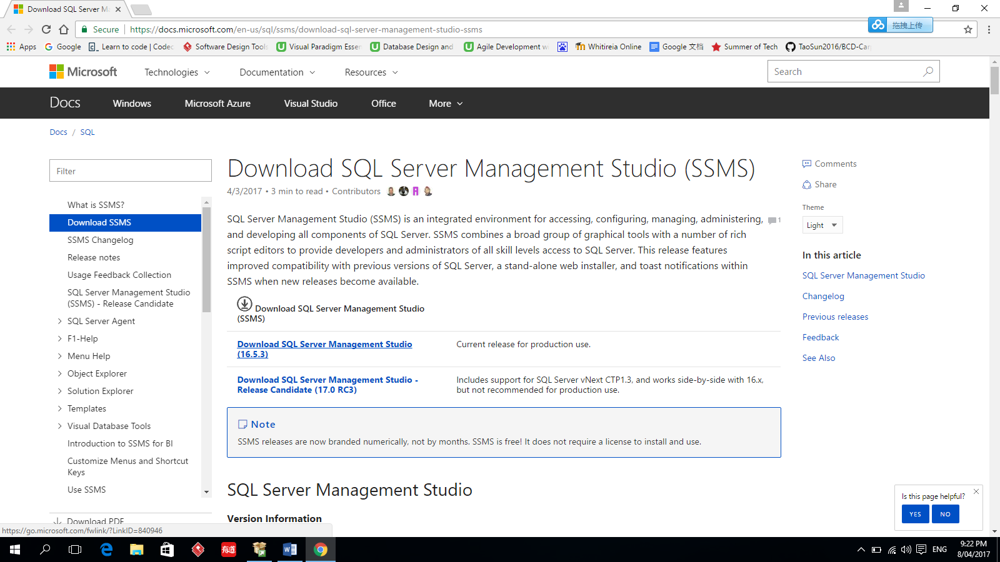 Download SQL Server M
Secure
https://docs.microsoft.com/en-us/sql/ssms/download-sql-server-management-studio-ssms
拖拽上传
Apps
Google
Learn to code | Codec
Software Design Tools
Visual Paradigm Essen
Database Design and
Agile Development w
Whitireia Online
Google 文档
Summer of Tech
TaoSun2016/BCD-Car
Microsoft
Technologies
Documentation
Resources
Search
Docs
Windows
Microsoft Azure
Visual Studio
Office
More
Docs / SQL
Filter
What is SSMS?
Download SSMS
SSMS Changelog
Release notes
Usage Feedback Collection
SQL Server Management Studio
(SSMS) - Release Candidate
SQL Server Agent
F1-Help
Menu Help
Object Explorer
Solution Explorer
Templates
Visual Database Tools
Introduction to SSMS for BI
Customize Menus and Shortcut
Keys
Use SSMS
Download PDF
Download SQL Server Management Studio (SSMS)
4/3/2017 • 3 min to read • Contributors
SQL Server Management Studio (SSMS) is an integrated environment for accessing, configuring, managing, administering,
1
and developing all components of SQL Server. SSMS combines a broad group of graphical tools with a number of rich
script editors to provide developers and administrators of all skill levels access to SQL Server. This release features
improved compatibility with previous versions of SQL Server, a stand-alone web installer, and toast notifications within
SSMS when new releases become available.
Download SQL Server Management Studio
(SSMS)
Download SQL Server Management Studio
(16.5.3)
Current release for production use.
Download SQL Server Management Studio -
Release Candidate (17.0 RC3)
Includes support for SQL Server vNext CTP1.3, and works side-by-side with 16.x,
but not recommended for production use.
Note
SSMS releases are now branded numerically, not by months. SSMS is free! It does not require a license to install and use.
SQL Server Management Studio
Version Information
Comments
Share
Theme
Light
In this article
SQL Server Management Studio
Changelog
Previous releases
Feedback
See Also
Is this page helpful?
YES
NO
https://go.microsoft.com/fwlink/?LinkID=840946
有道
ENG
9:22 PM
8/04/2017